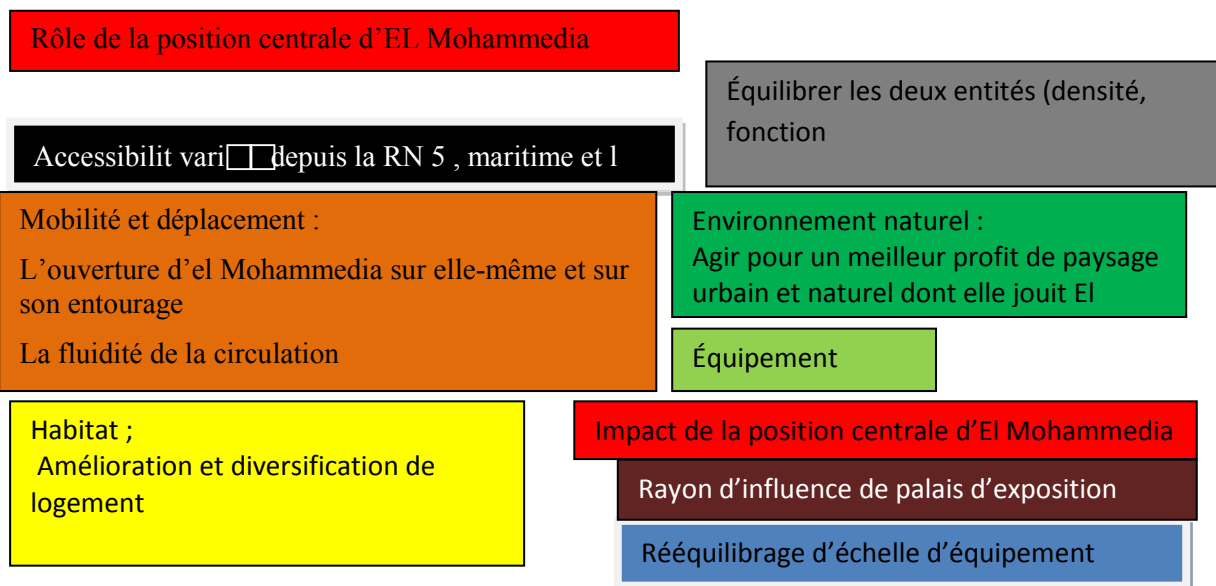 Rôle de la position centrale d’EL Mohammedia
Équilibrer les deux entités (densité,
fonction
Accessibilit vari□□depuis la RN 5 , maritime et l
Mobilité et déplacement :
L’ouverture d’el Mohammedia sur elle-même et sur
son entourage
La fluidité de la circulation
Environnement naturel :
Agir pour un meilleur profit de paysage
urbain et naturel dont elle jouit El
Équipement
Habitat ;
Amélioration et diversification de
logement
Impact de la position centrale d’El Mohammedia
Rayon d’influence de palais d’exposition
Rééquilibrage d’échelle d’équipement